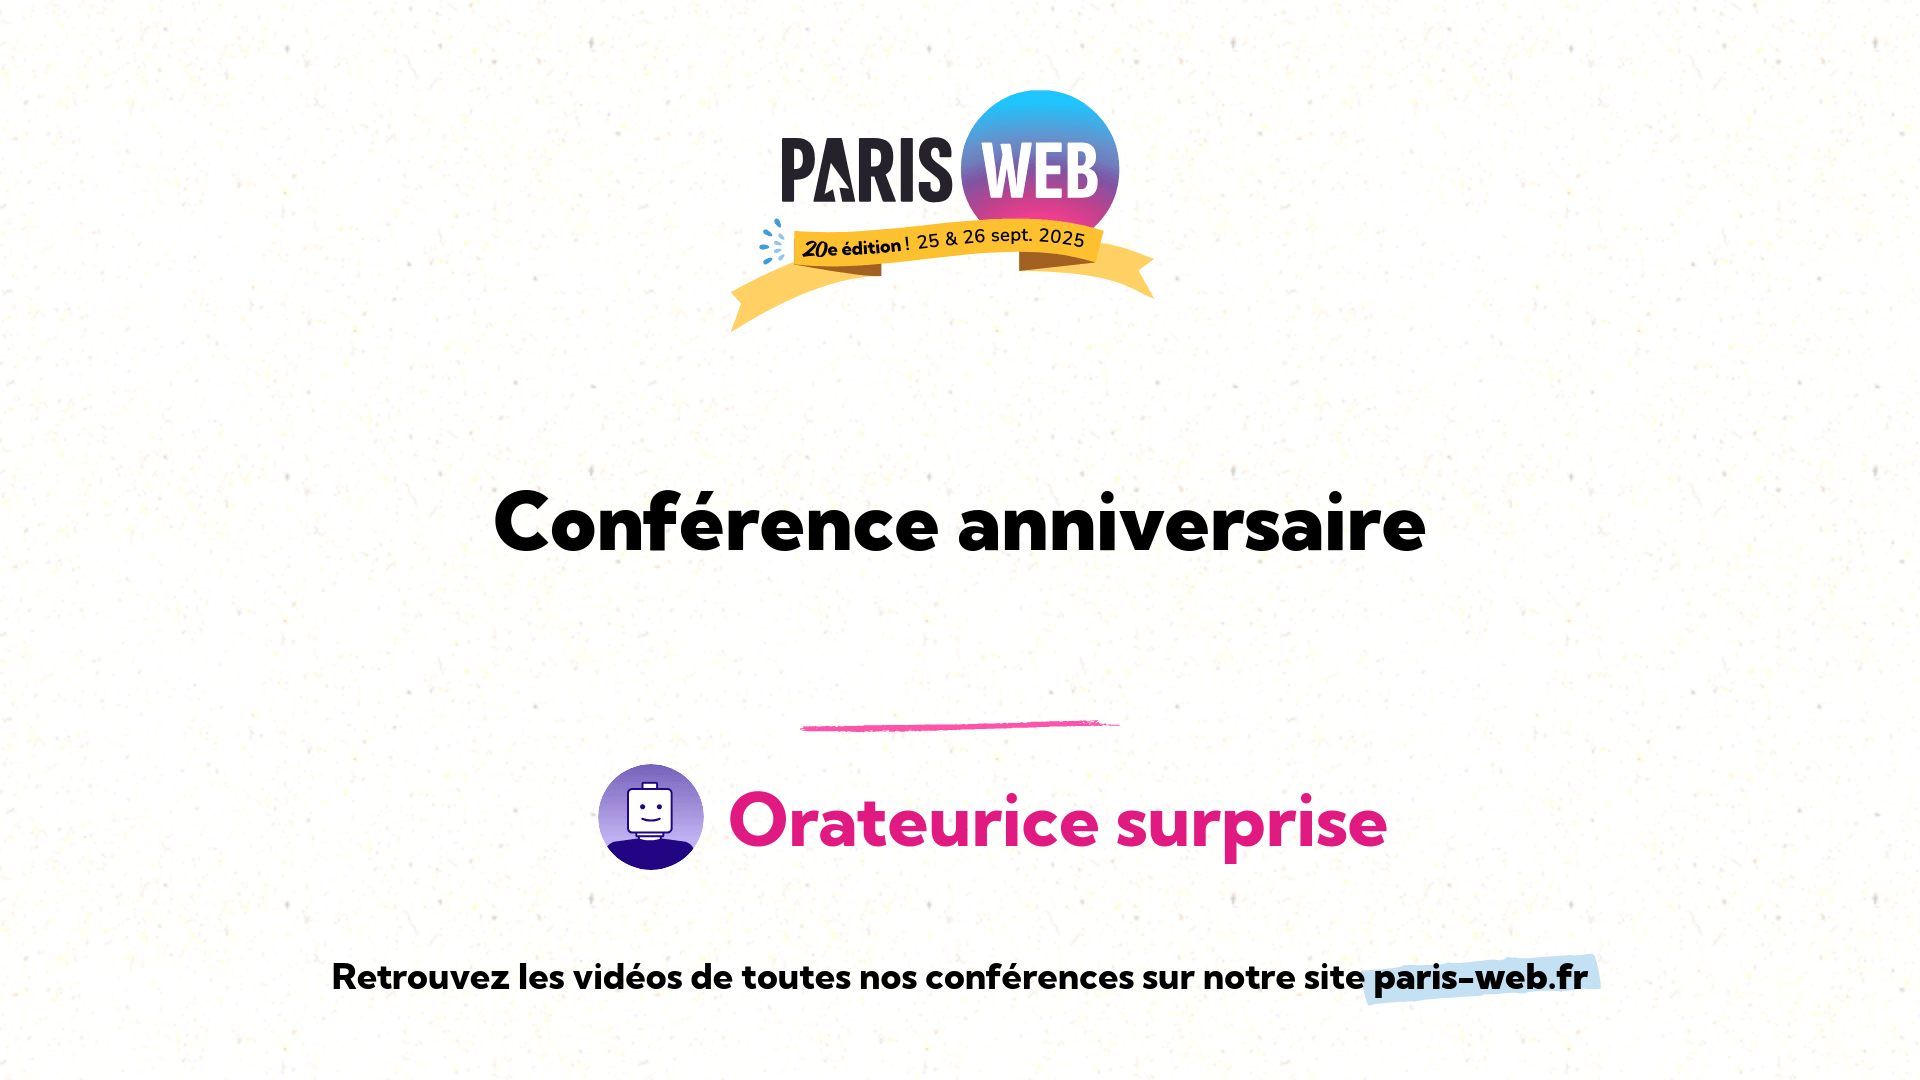 PARIS WEB
20e édition ! 25 & 26 sept. 2025
Conférence anniversaire
Orateurice surprise
Retrouvez les vidéos de toutes nos conférences sur notre site paris-web.fr